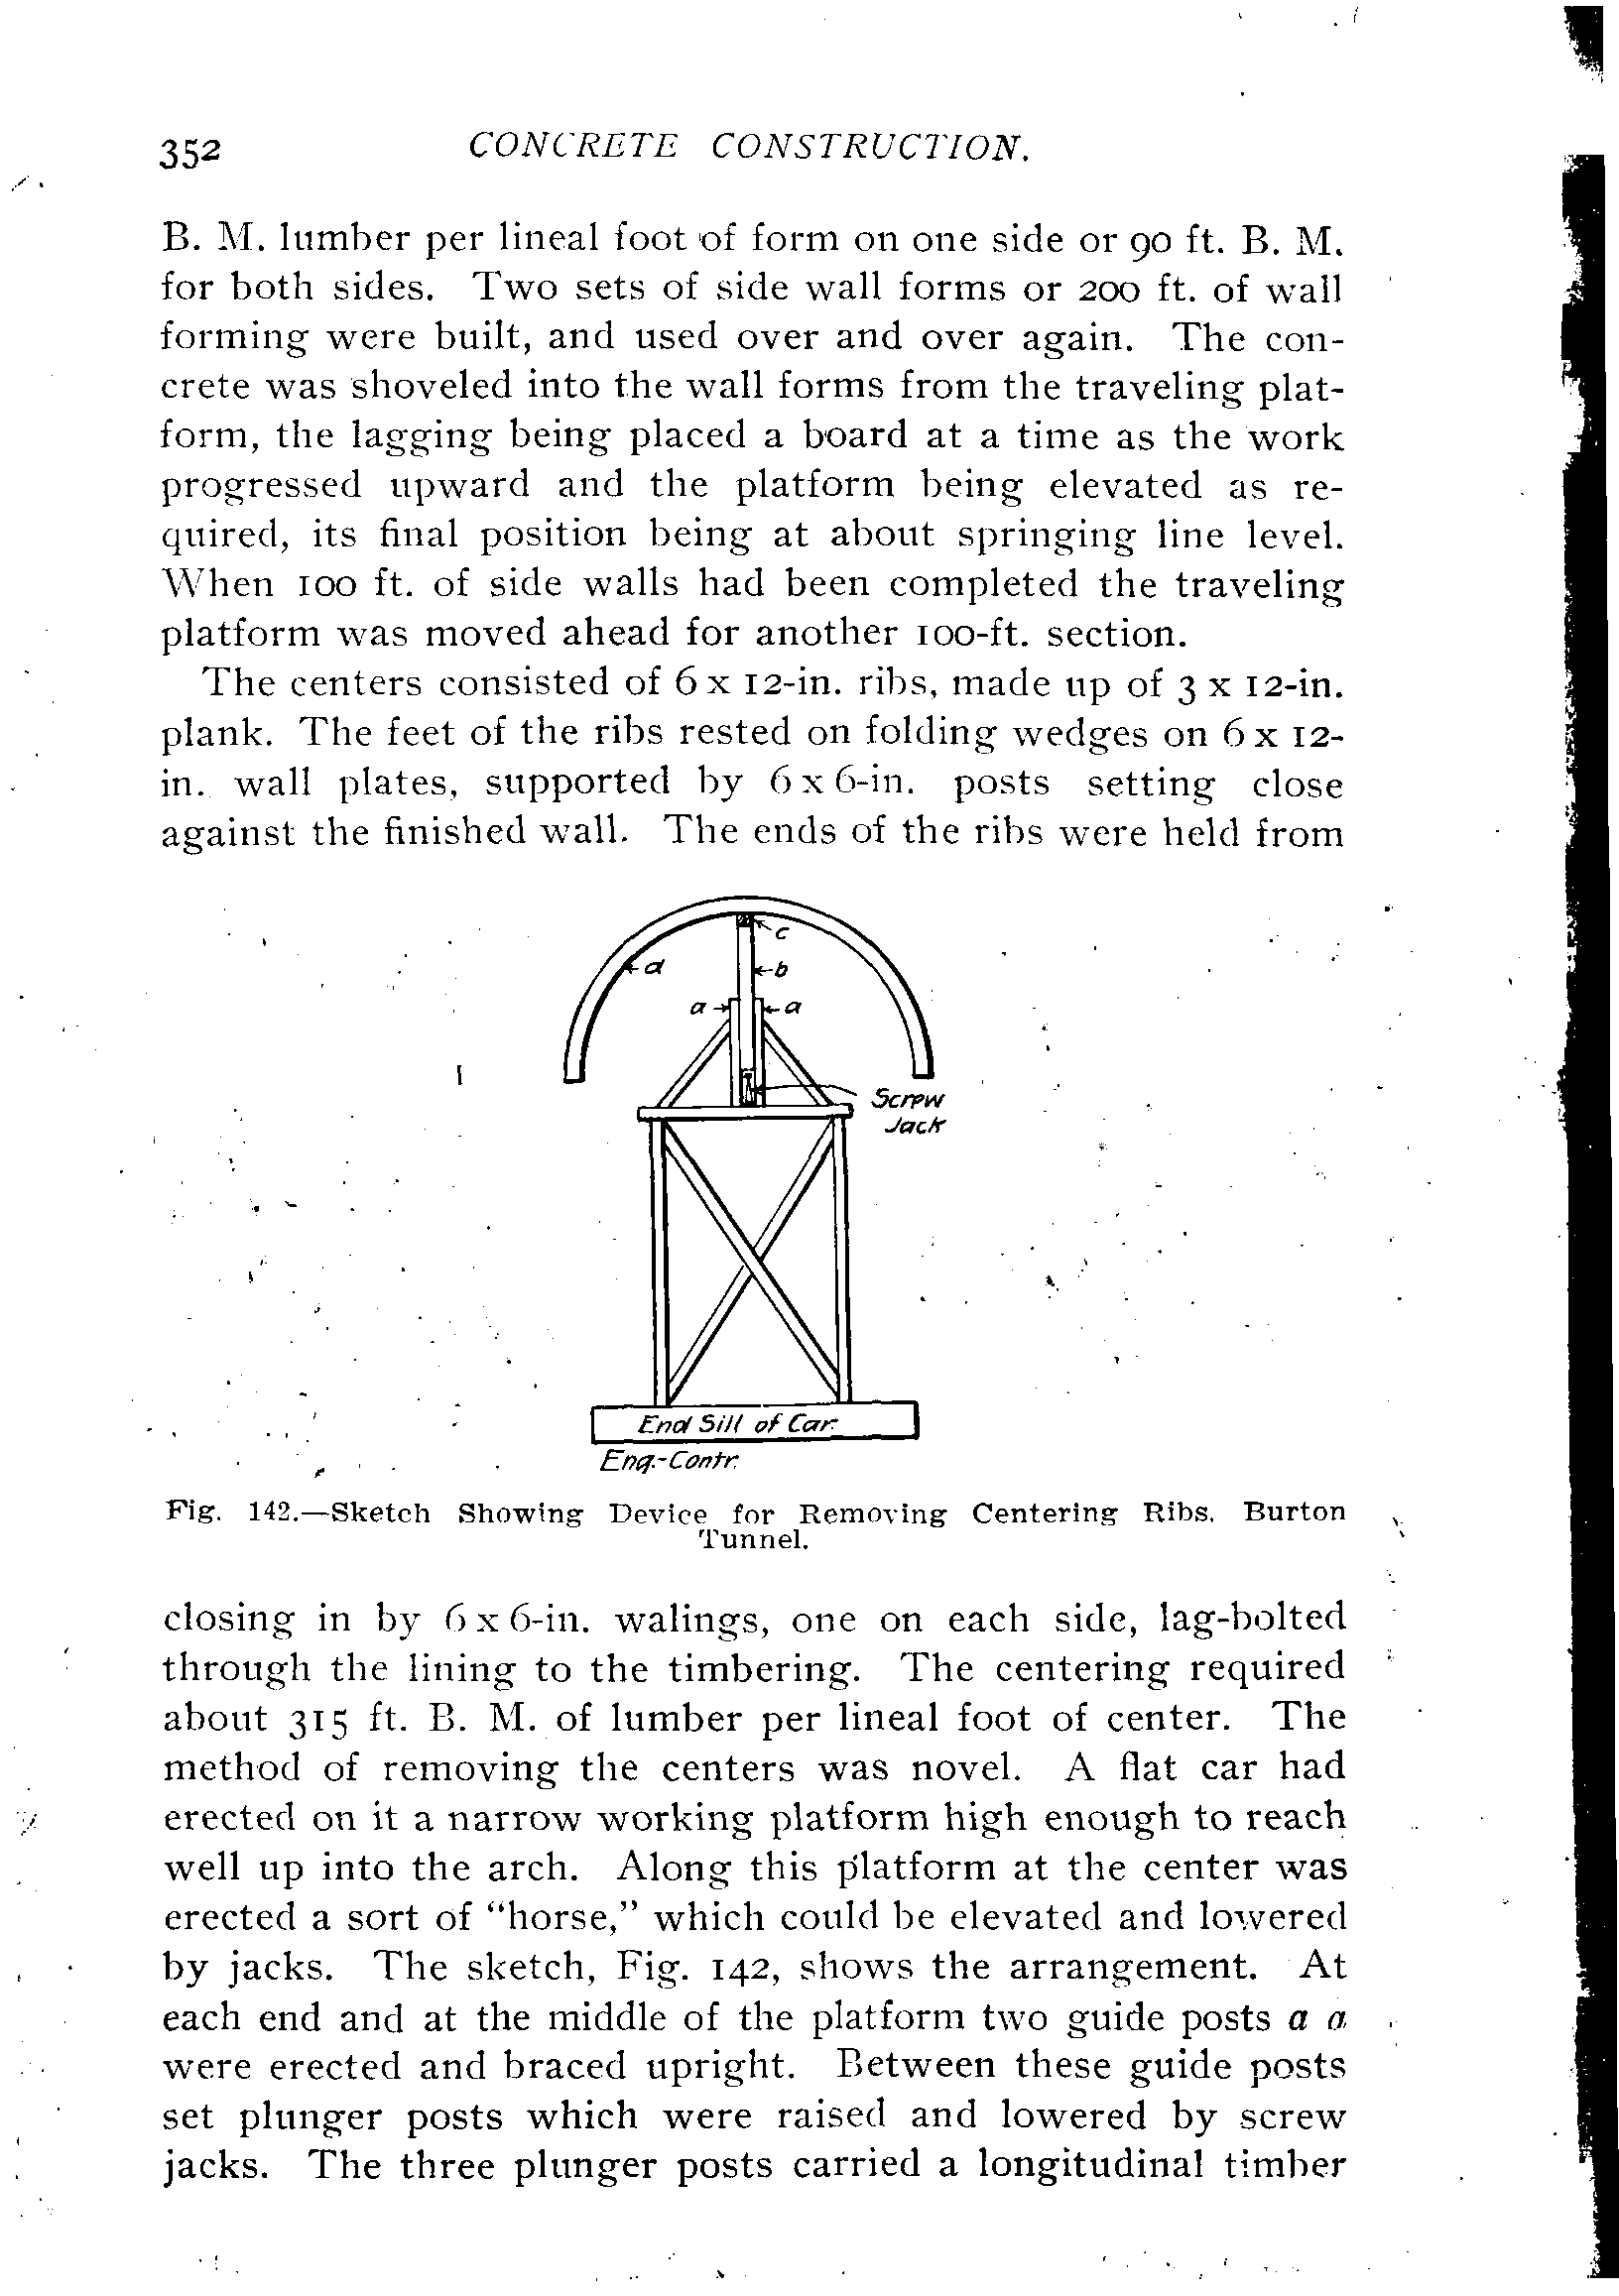 352 CONCRETE CONSTRUCTION.
B. M. lumber per lineal foot of form on one side or 90 ft. B. M.
for both sides. Two sets of side wall forms or 200 ft. of wall
forming were built, and used over and over again. The con-
crete was shoveled into the wall forms from the traveling plat-
form, the lagging being placed a board at a time as the work
progressed upward and the platform being elevated as re-
quired, its final position being at about springing line level.
When 100 ft. of side walls had been completed the traveling
platform was moved ahead for another 100-ft. section.
The centers consisted of 6 x 12-in. ribs, made up of 3 x 12-in.
plank. The feet of the ribs rested on folding wedges on 6 x 12-
in. wall plates, supported by 6 x 6-in. posts setting close
against the finished wall. The ends of the ribs were held from
c
d b
a a
Screw
Jack
End Sill of Car.
Eng.-Contr.
Fig. 142.—Sketch Showing Device for Removing Centering Ribs, Burton
Tunnel.
closing in by 6 x 6-in. walings, one on each side, lag-bolted
through the lining to the timbering. The centering required
about 315 ft. B. M. of lumber per lineal foot of center. The
method of removing the centers was novel. A flat car had
erected on it a narrow working platform high enough to reach
well up into the arch. Along this platform at the center was
erected a sort of "horse," which could be elevated and lowered
by jacks. The sketch, Fig. 142, shows the arrangement. At
each end and at the middle of the platform two guide posts a a
were erected and braced upright. Between these guide posts
set plunger posts which were raised and lowered by screw
jacks. The three plunger posts carried a longitudinal timber